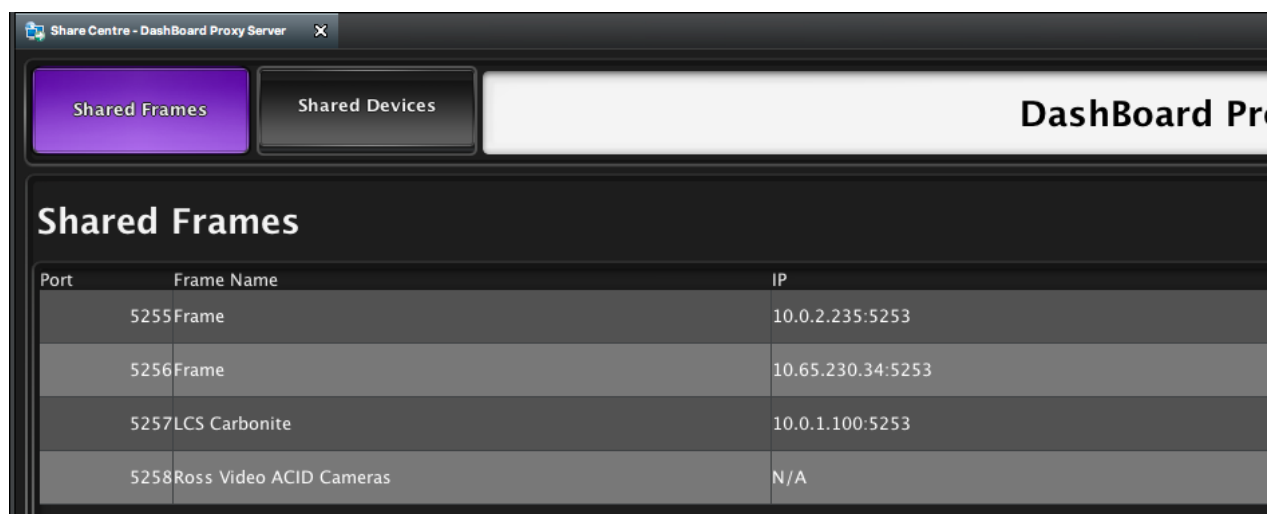 Share Centre - DashBoard Proxy Server X
Shared Frames Shared Devices DashBoard Pr
Shared Frames
Port Frame Name IP
5255 Frame 10.0.2.235:5253
5256 Frame 10.65.230.34:5253
5257 LCS Carbonite 10.0.1.100:5253
5258 Ross Video ACID Cameras N/A